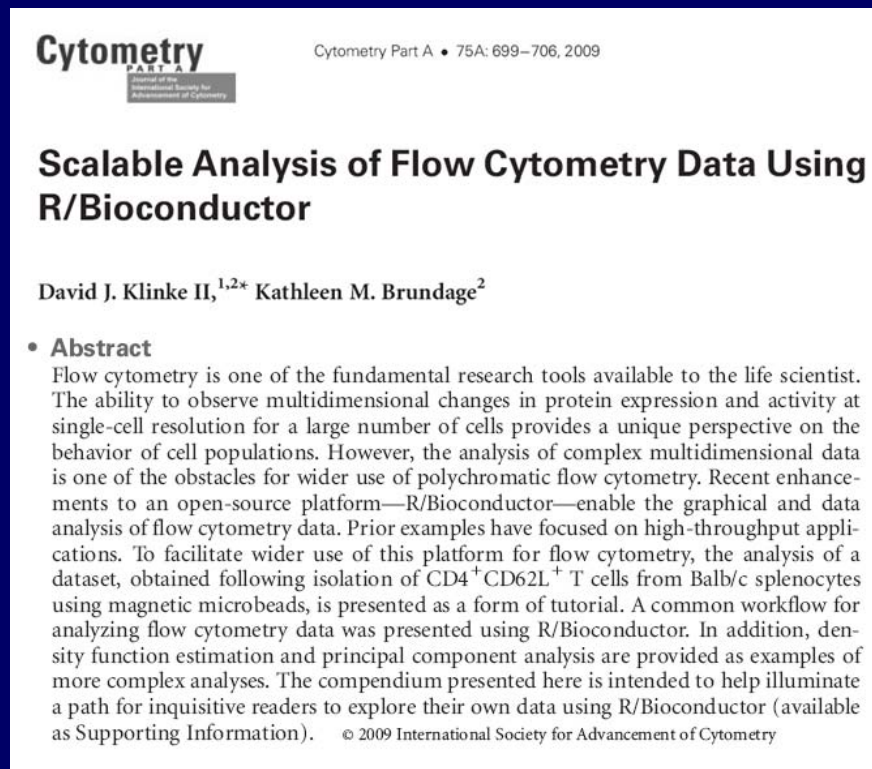 Cytometry
PART A
Journal of the
International Society for
Advancement of Cytometry
Cytometry Part A • 75A: 699–706, 2009
Scalable Analysis of Flow Cytometry Data Using
R/Bioconductor
David J. Klinke II,1,2* Kathleen M. Brundage2
• Abstract
Flow cytometry is one of the fundamental research tools available to the life scientist.
The ability to observe multidimensional changes in protein expression and activity at
single-cell resolution for a large number of cells provides a unique perspective on the
behavior of cell populations. However, the analysis of complex multidimensional data
is one of the obstacles for wider use of polychromatic flow cytometry. Recent enhance-
ments to an open-source platform—R/Bioconductor—enable the graphical and data
analysis of flow cytometry data. Prior examples have focused on high-throughput appli-
cations. To facilitate wider use of this platform for flow cytometry, the analysis of a
dataset, obtained following isolation of CD4+CD62L+ T cells from Balb/c splenocytes
using magnetic microbeads, is presented as a form of tutorial. A common workflow for
analyzing flow cytometry data was presented using R/Bioconductor. In addition, den-
sity function estimation and principal component analysis are provided as examples of
more complex analyses. The compendium presented here is intended to help illuminate
a path for inquisitive readers to explore their own data using R/Bioconductor (available
as Supporting Information). © 2009 International Society for Advancement of Cytometry